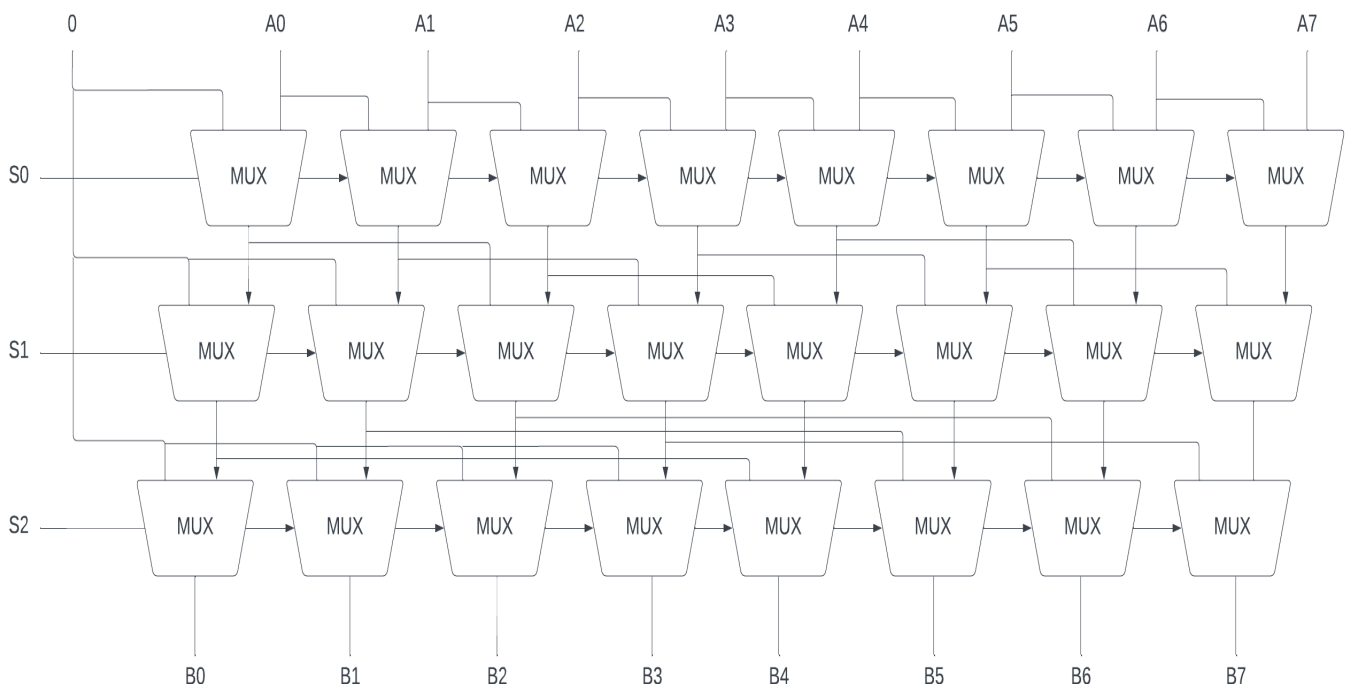 0 A0 A1 A2 A3 A4 A5 A6 A7
S0 MUX MUX MUX MUX MUX MUX MUX MUX
S1 MUX MUX MUX MUX MUX MUX MUX MUX
S2 MUX MUX MUX MUX MUX MUX MUX MUX
B0 B1 B2 B3 B4 B5 B6 B7